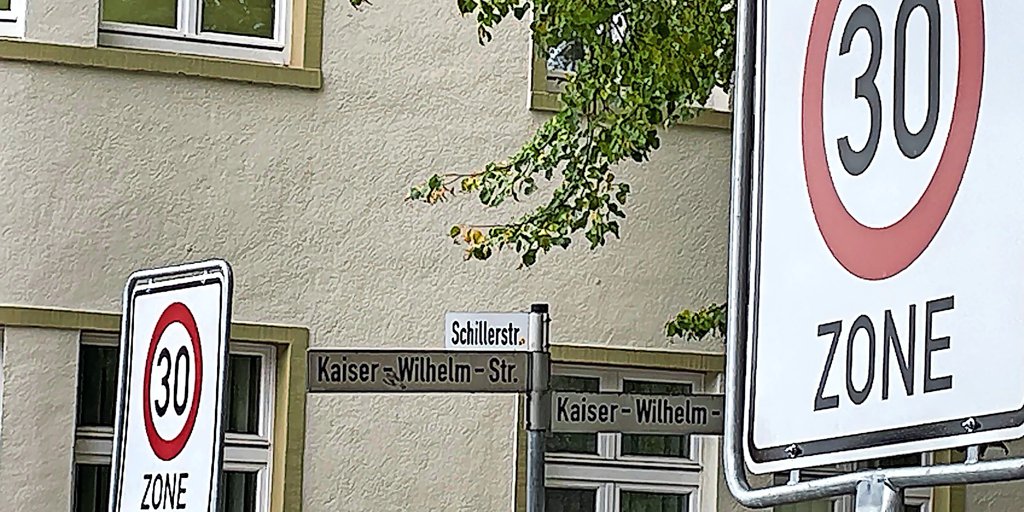 30
ZONE
Schillerstr.
Kaiser-Wilhelm-Str.
Kaiser-Wilhelm-
30
ZONE